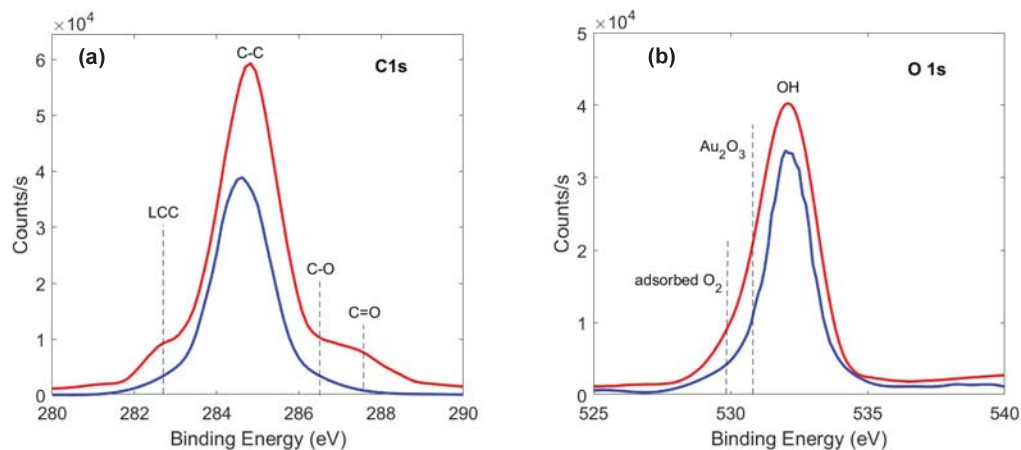 ×10⁴
(a)
C-C
C1s
LCC
C-O
C=O
6
5
4
3
2
1
0
Counts/s
280
282
284
286
288
290
Binding Energy (eV)
×10⁴
(b)
O 1s
OH
Au₂O₃
adsorbed O₂
5
4
3
2
1
0
Counts/s
525
530
535
540
Binding Energy (eV)